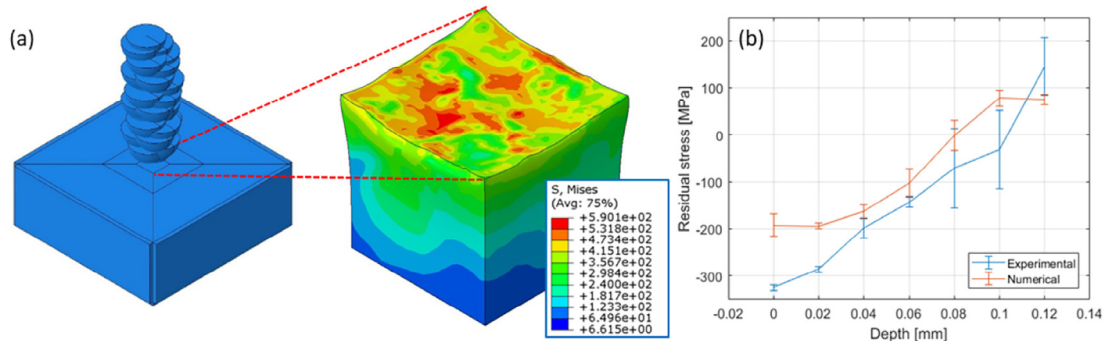 (a)
S, Mises
(Avg: 75%)
+5.901e+02
+5.318e+02
+4.734e+02
+4.151e+02
+3.567e+02
+2.984e+02
+2.400e+02
+1.817e+02
+1.233e+02
+6.496e+01
+6.615e+00
(b)
Residual stress [MPa]
200
100
0
-100
-200
-300
-0.02 0 0.02 0.04 0.06 0.08 0.1 0.12 0.14
Depth [mm]
Experimental
Numerical